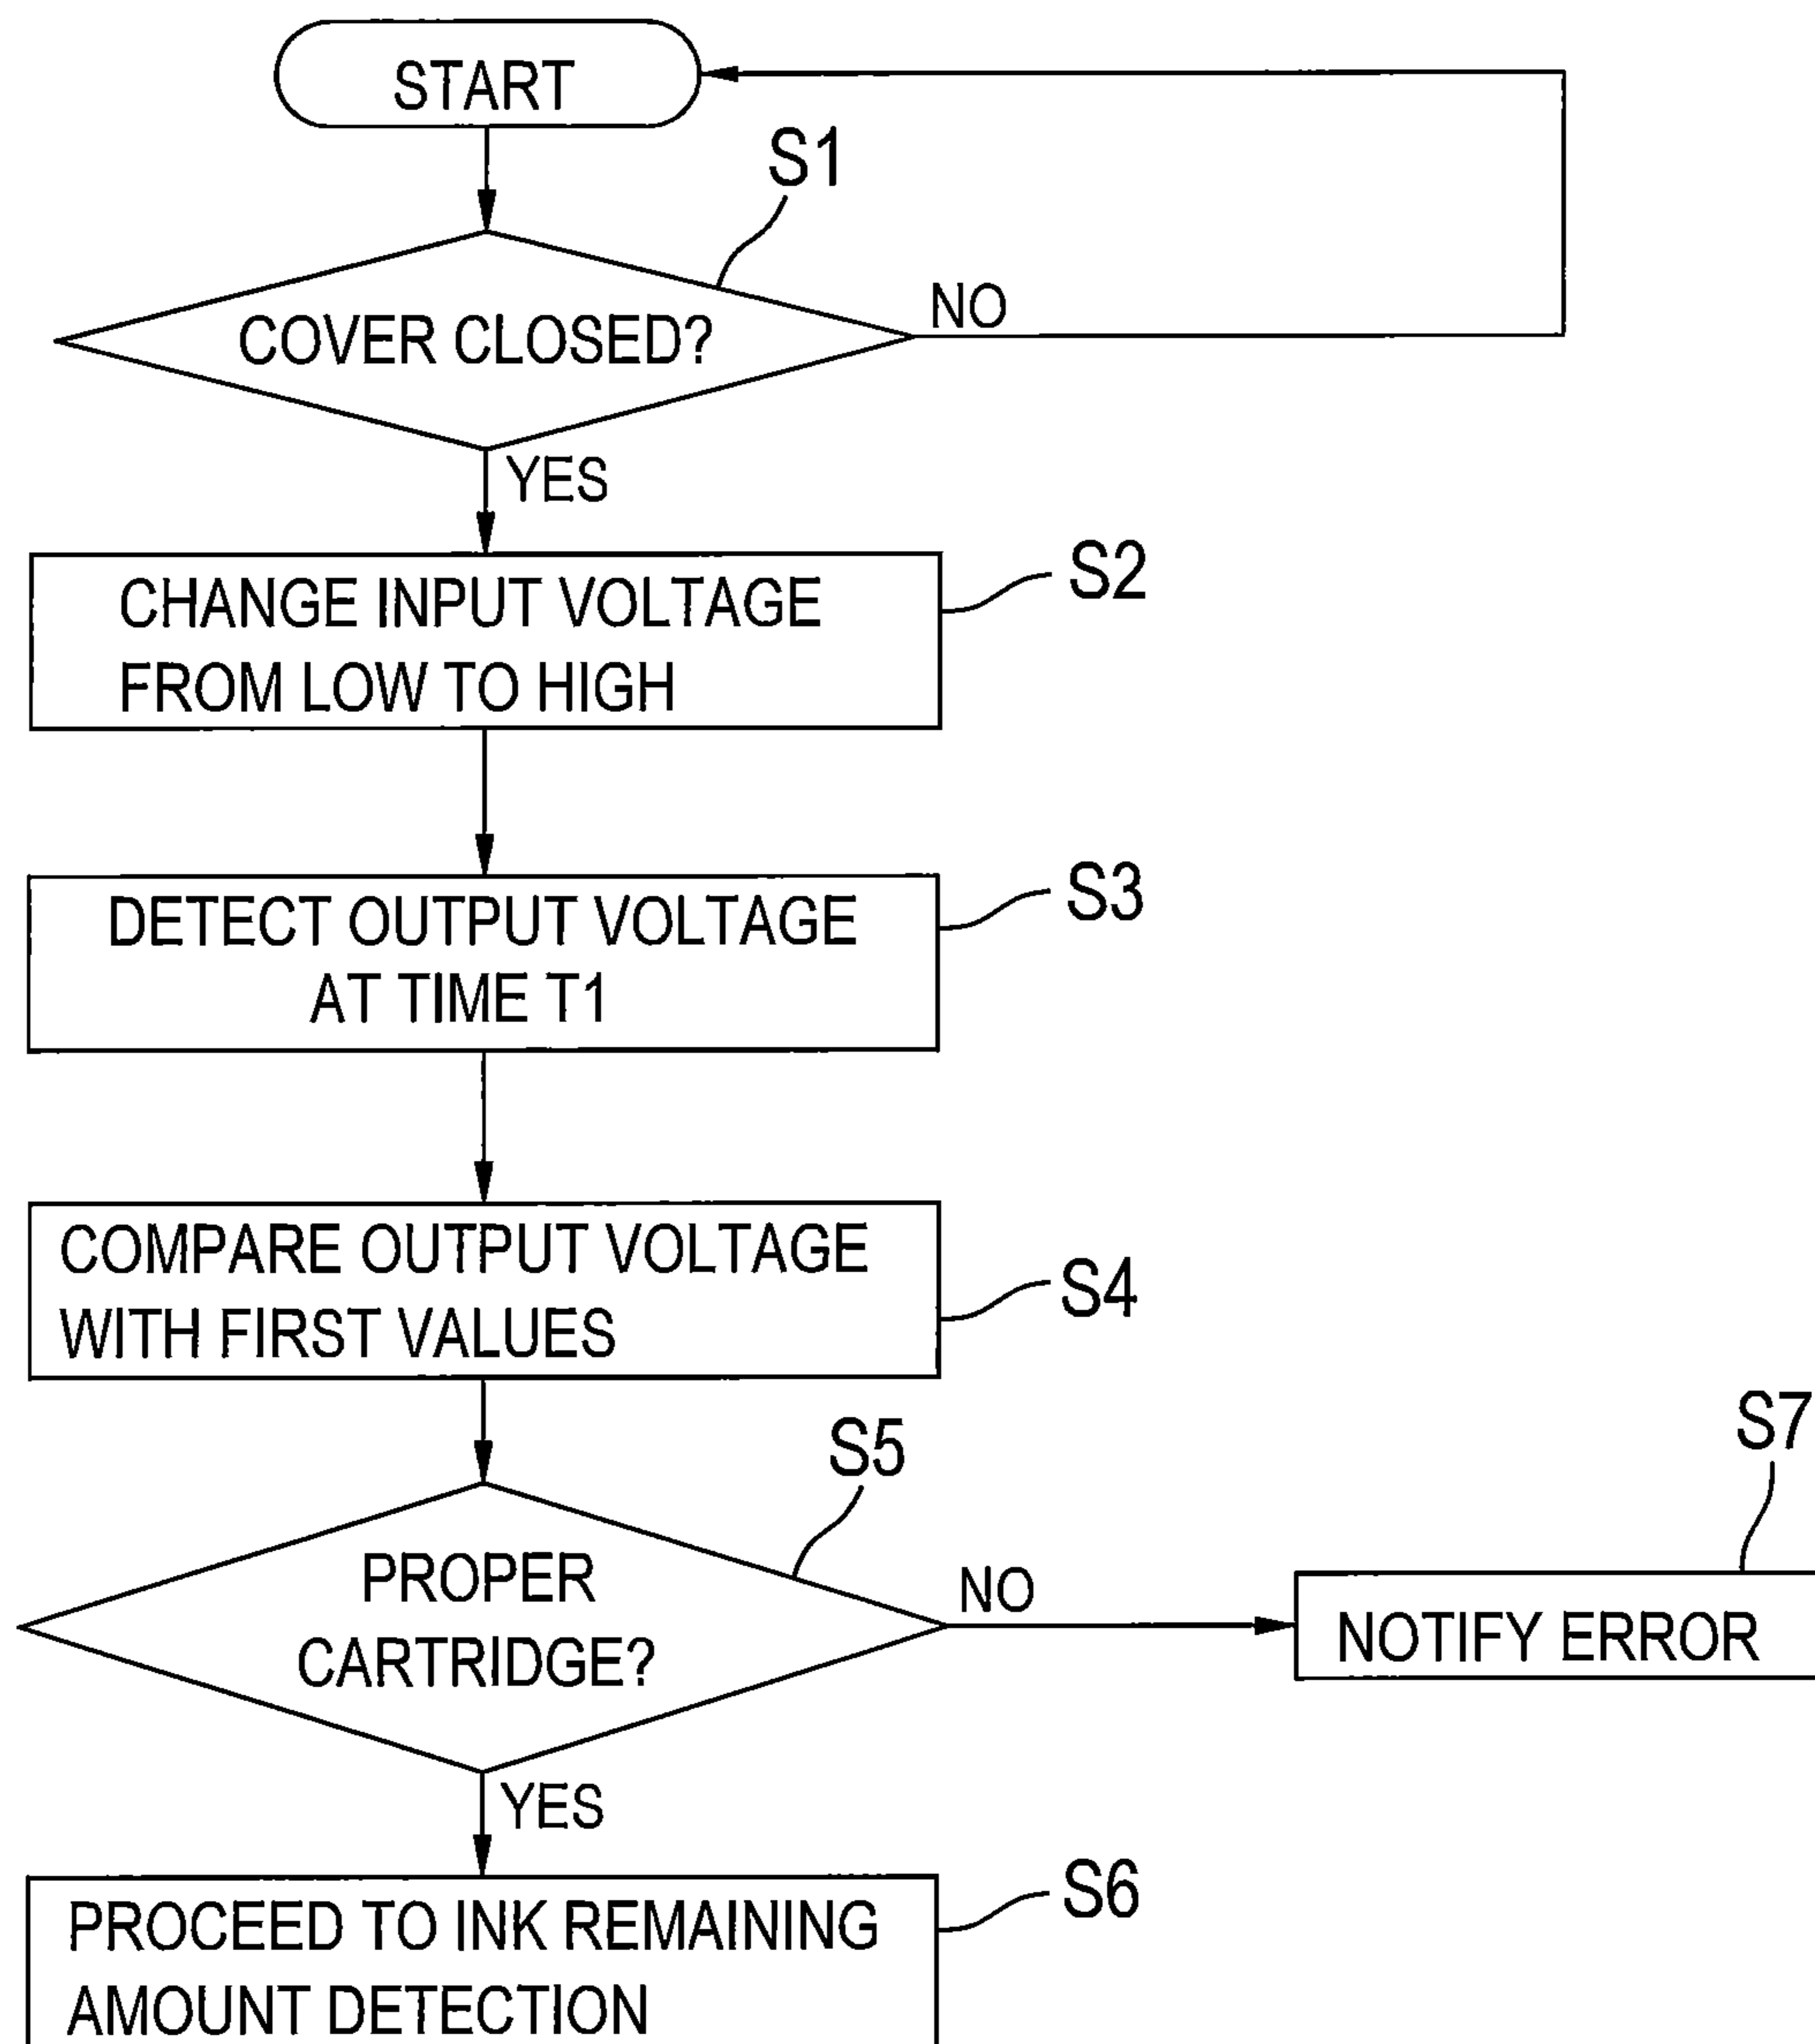 START
S1
COVER CLOSED?
NO
YES
CHANGE INPUT VOLTAGE
FROM LOW TO HIGH
S2
DETECT OUTPUT VOLTAGE
AT TIME T1
S3
COMPARE OUTPUT VOLTAGE
WITH FIRST VALUES
S4
S5
PROPER
CARTRIDGE?
NO
S7
NOTIFY ERROR
YES
PROCEED TO INK REMAINING
AMOUNT DETECTION
S6